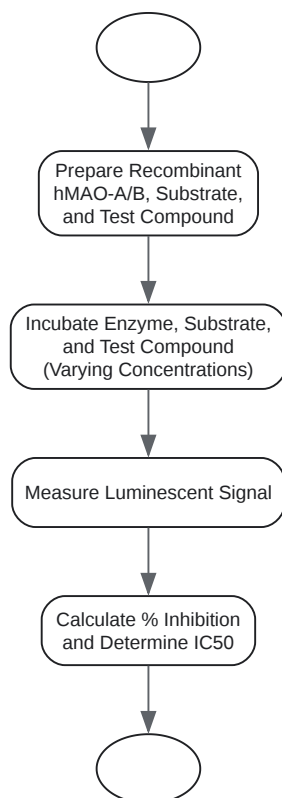 Prepare Recombinant
hMAO-A/B, Substrate,
and Test Compound
Incubate Enzyme, Substrate,
and Test Compound
(Varying Concentrations)
Measure Luminescent Signal
Calculate % Inhibition
and Determine IC50